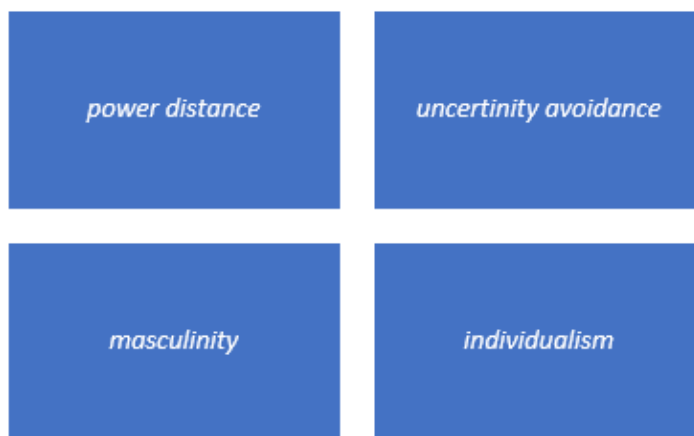 power distance
uncertinity avoidance
masculinity
individualism